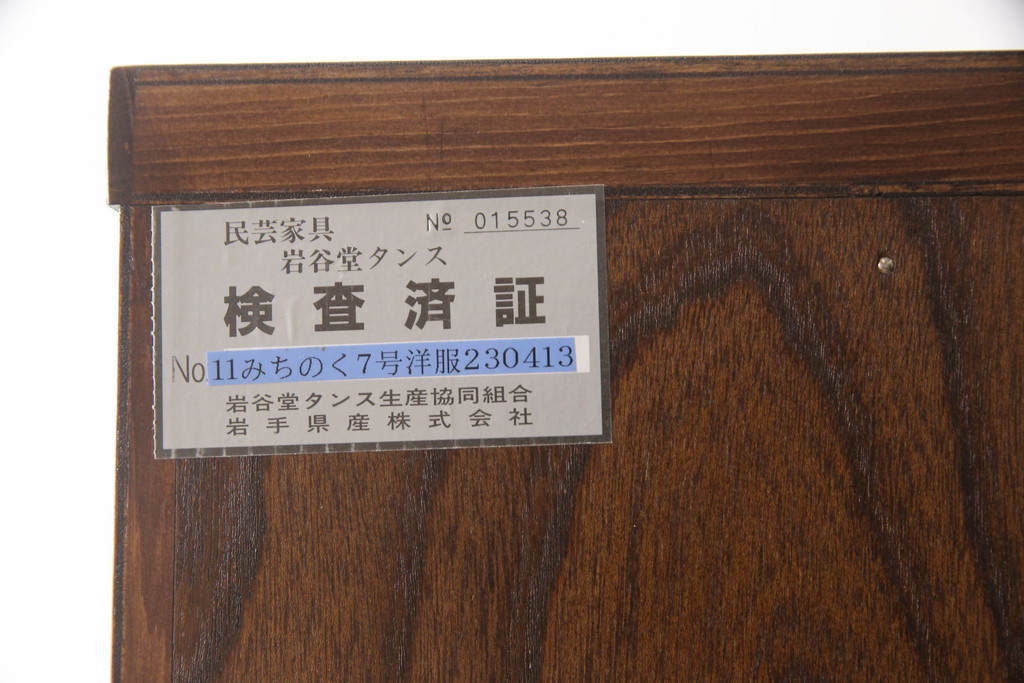 民芸家具 № 015538
岩谷堂タンス
検査済証
No.11みちのく7号洋服230413
岩谷堂タンス生産協同組合
岩手県産株式会社